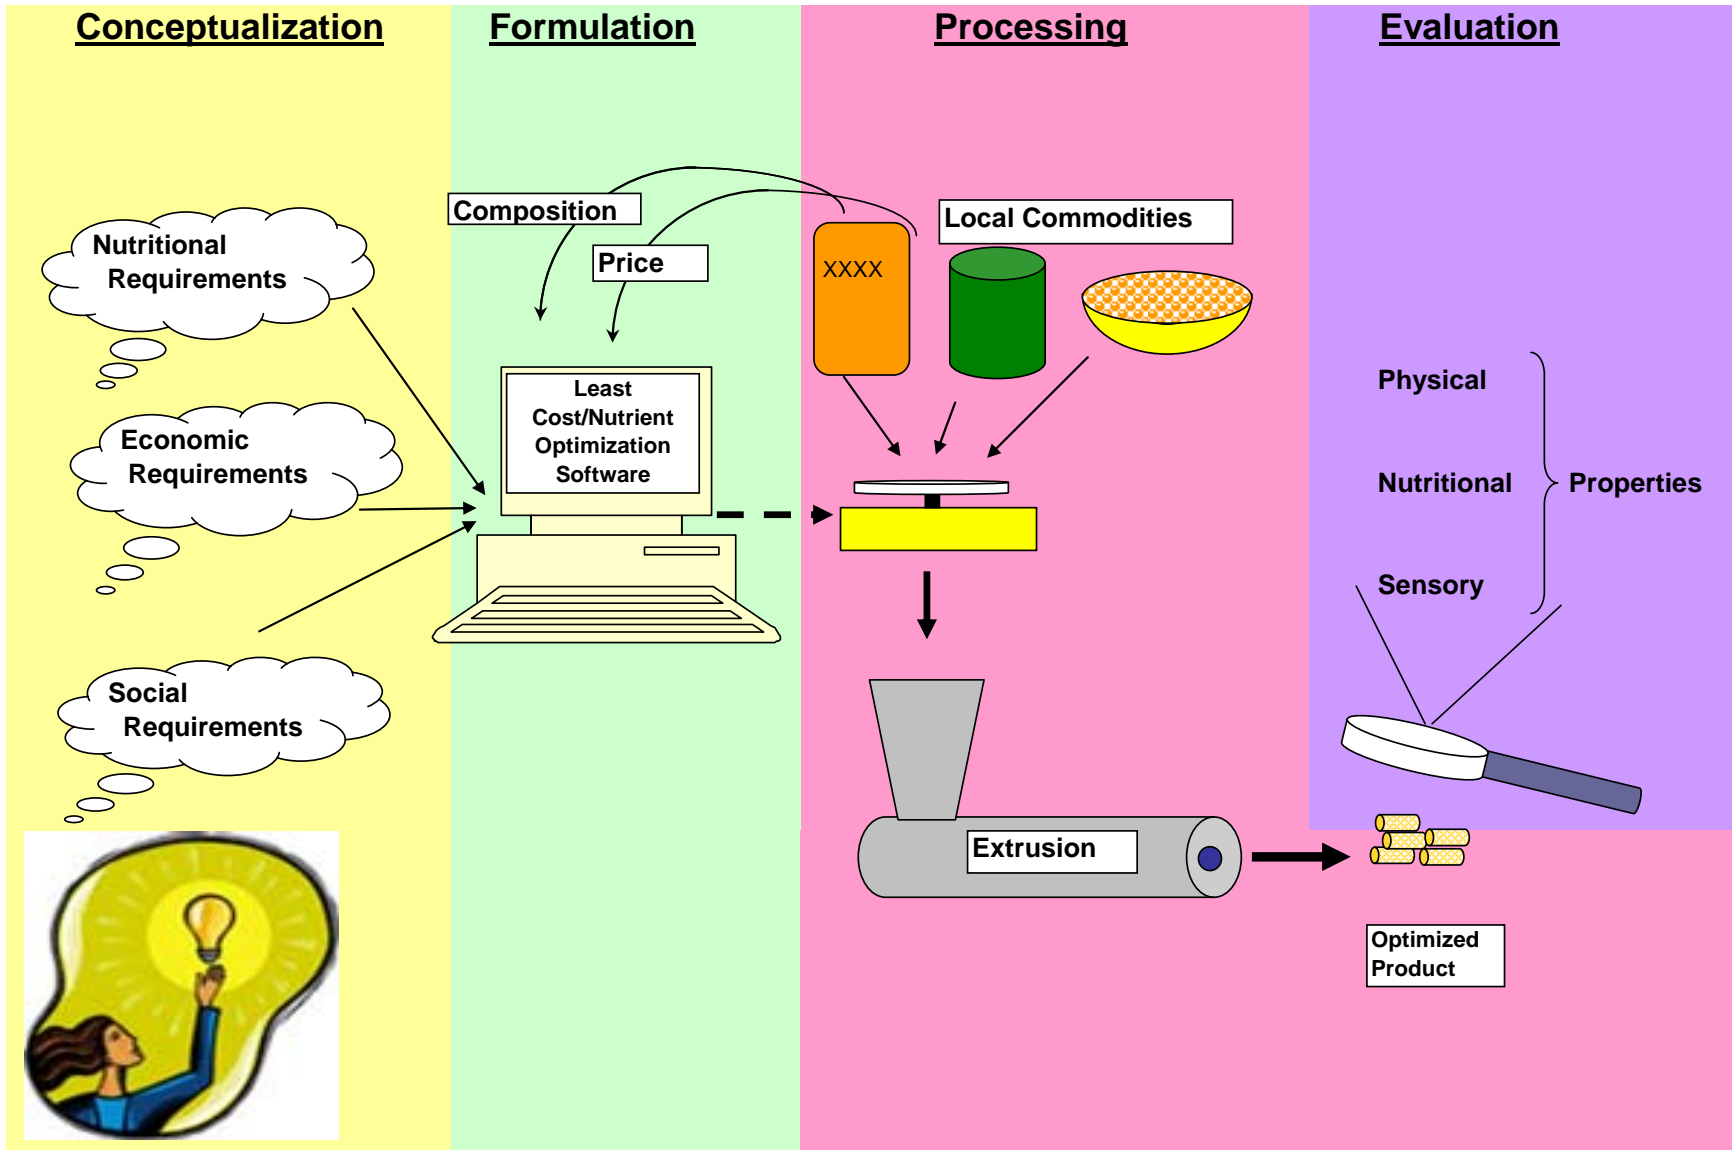 Conceptualization
Formulation
Processing
Evaluation
Nutritional
Requirements
Economic
Requirements
Social
Requirements
Composition
Price
Least
Cost/Nutrient
Optimization
Software
Local Commodities
XXXX
Extrusion
Physical
Nutritional
Sensory
Properties
Optimized
Product